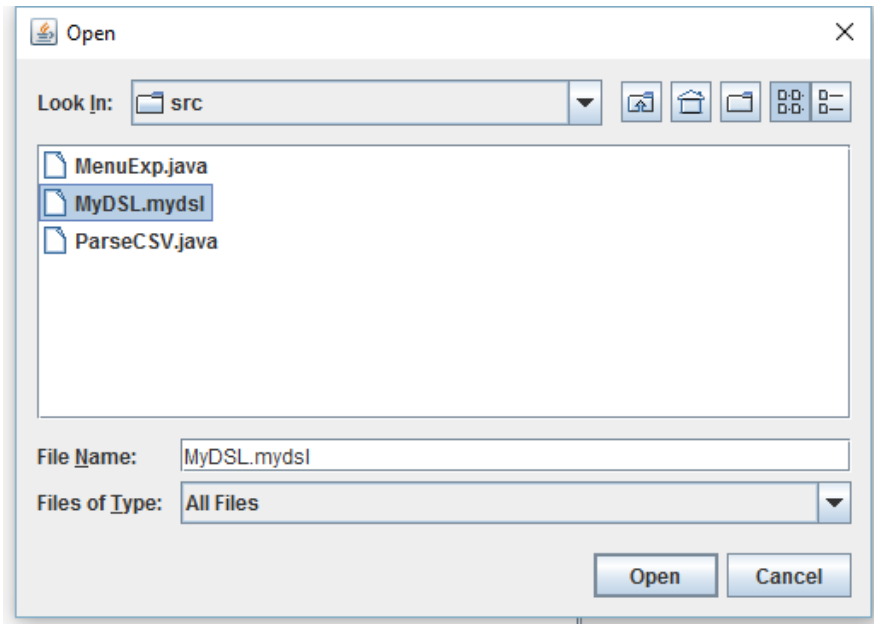 Open
Look In: src
MenuExp.java
MyDSL.mydsl
ParseCSV.java
File Name: MyDSL.mydsl
Files of Type: All Files
Open Cancel